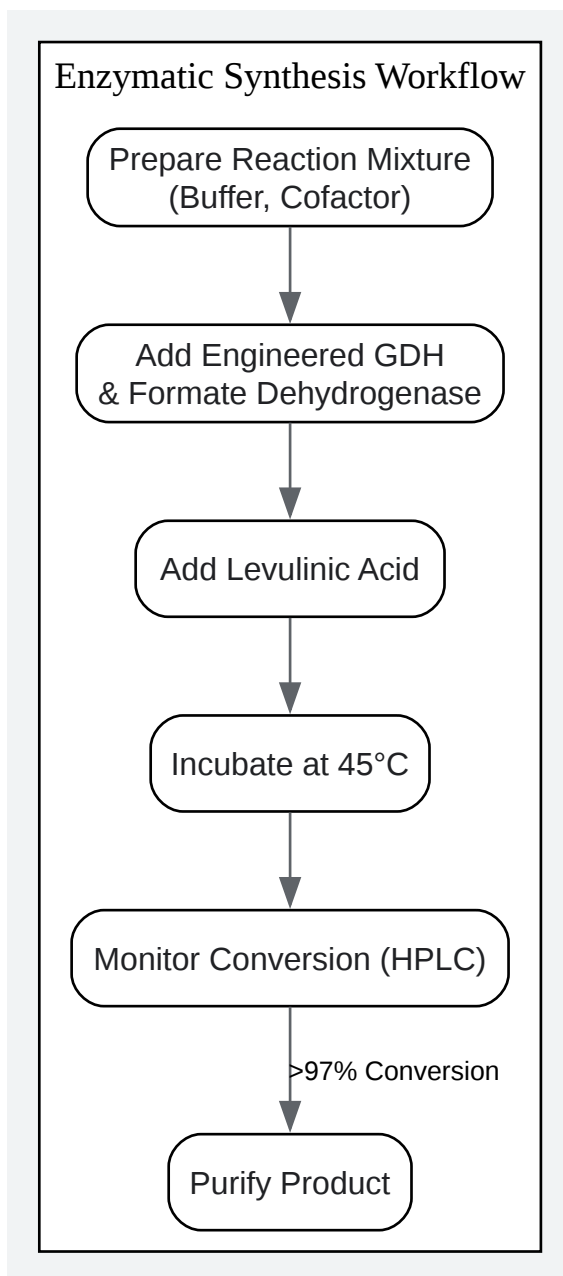 Enzymatic Synthesis Workflow
Prepare Reaction Mixture
(Buffer, Cofactor)
Add Engineered GDH
& Formate Dehydrogenase
Add Levulinic Acid
Incubate at 45°C
Monitor Conversion (HPLC)
>97% Conversion
Purify Product